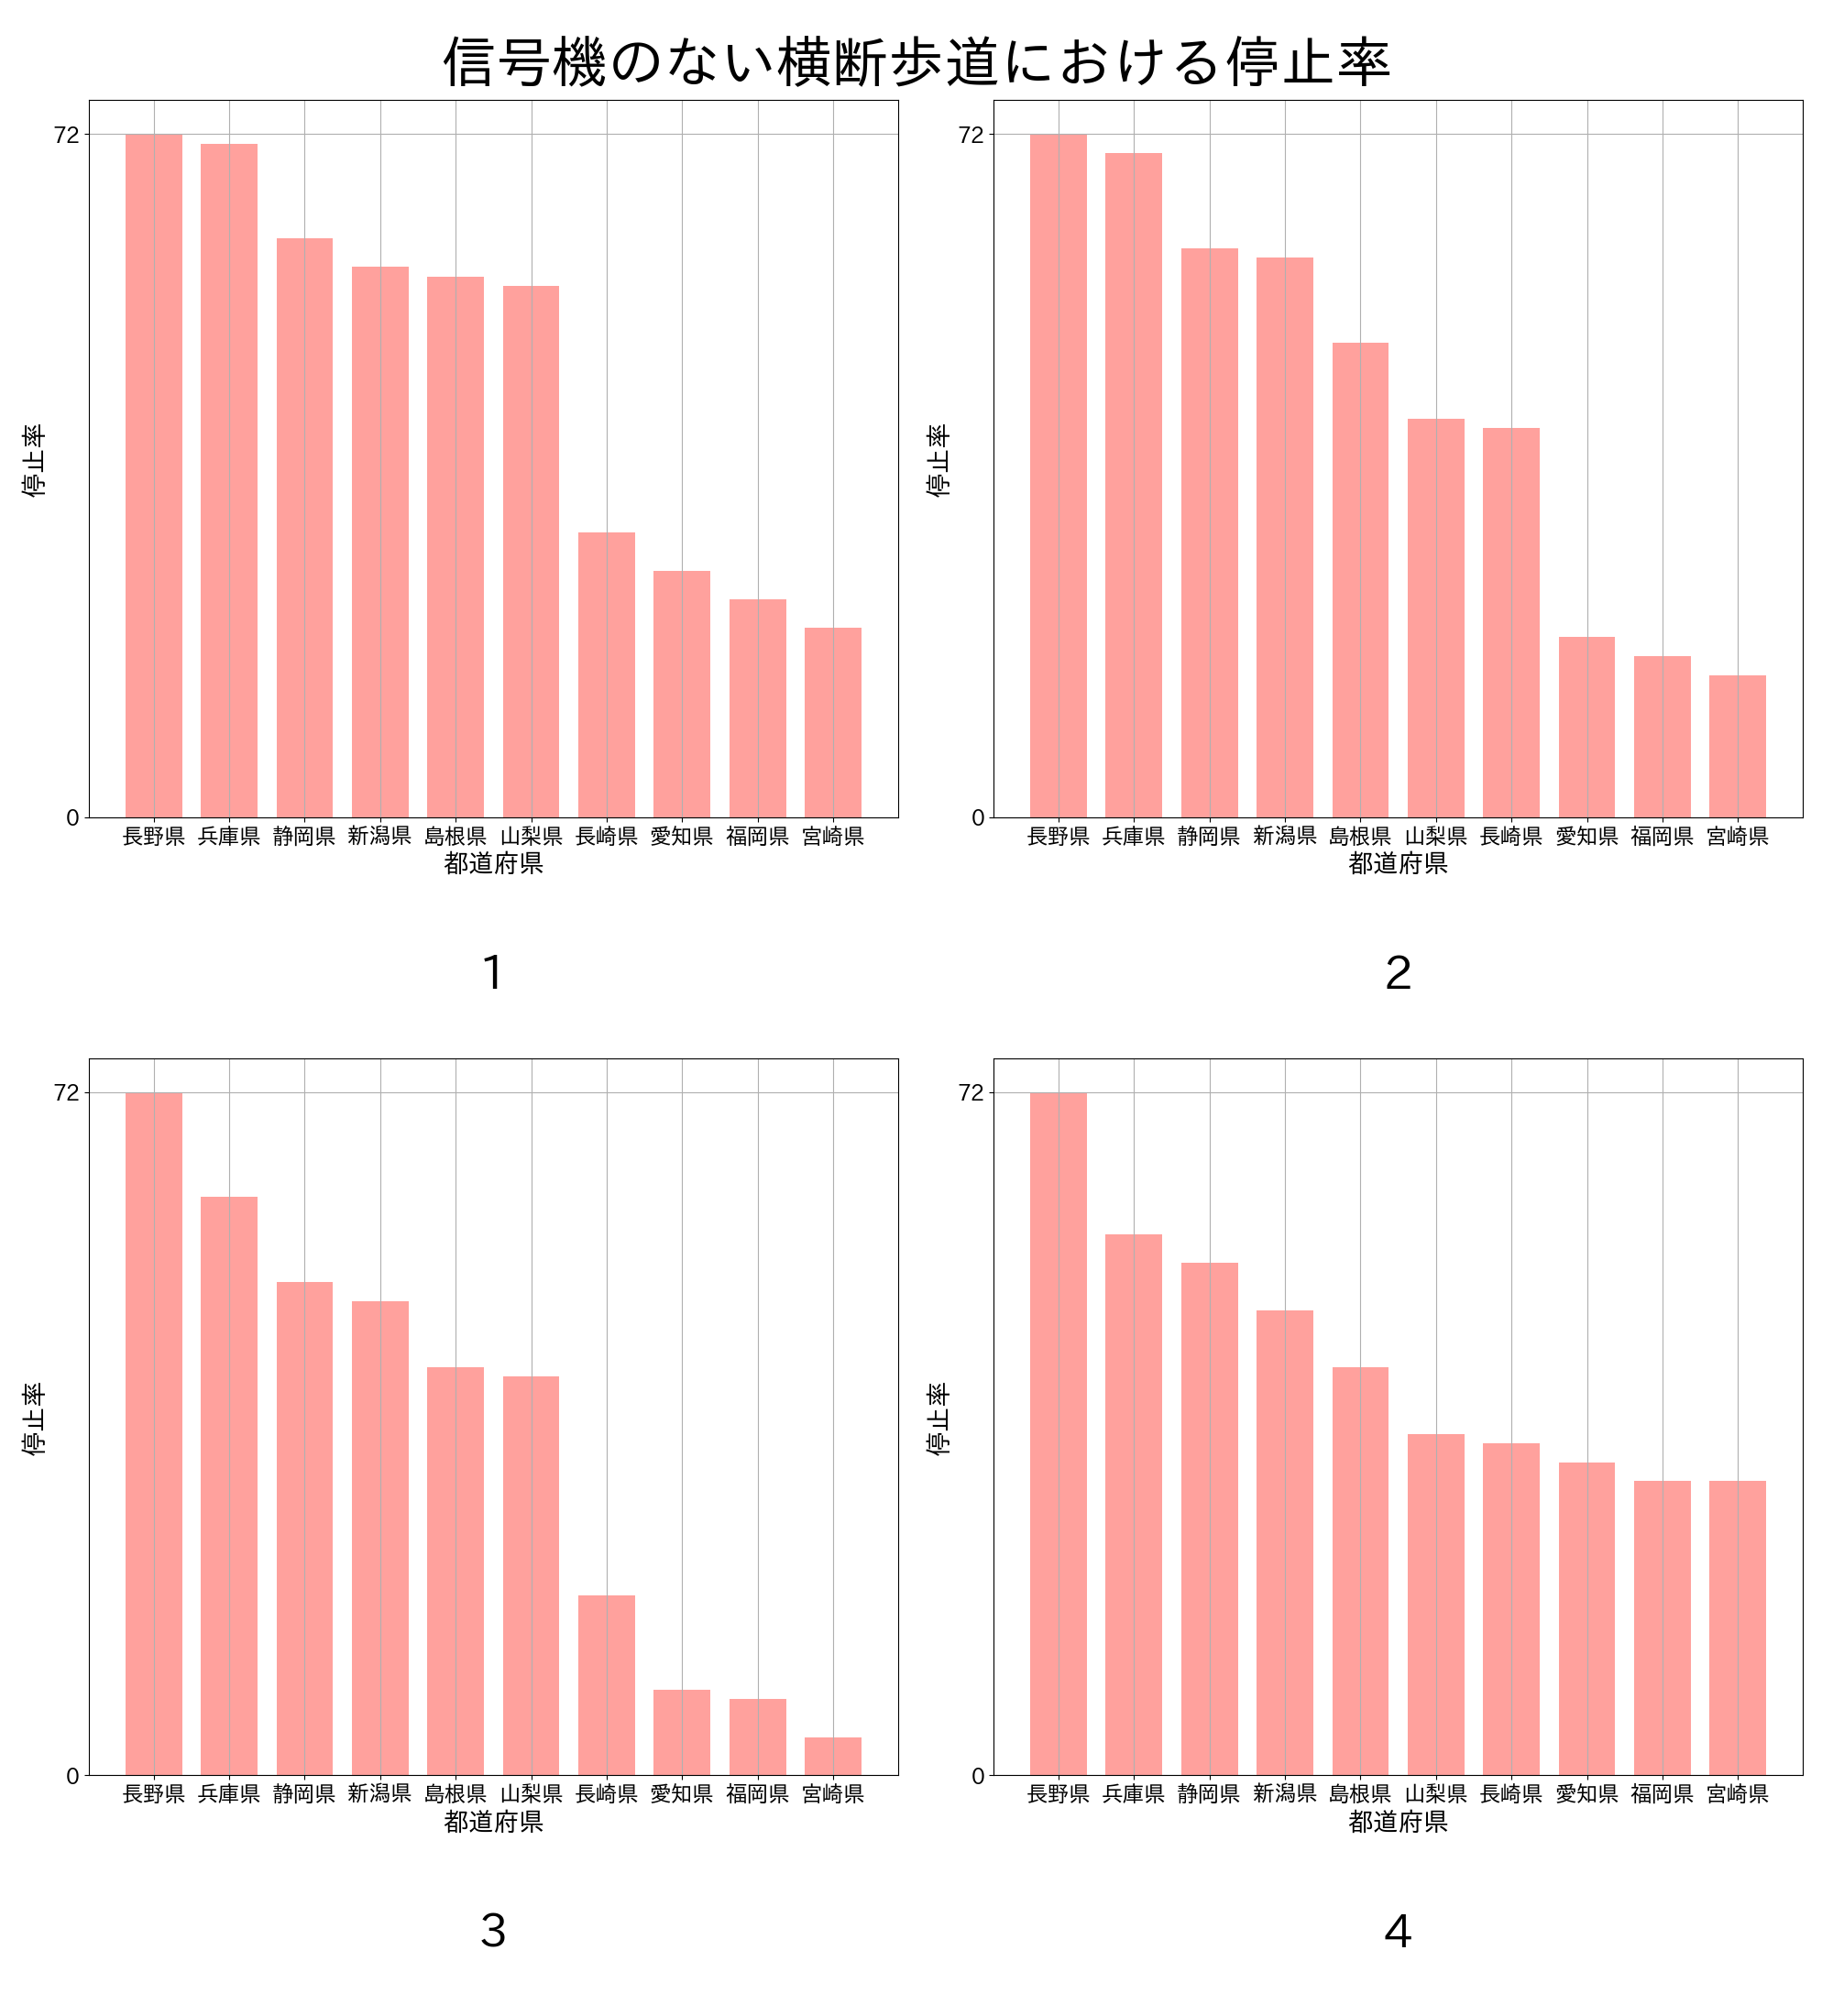 信号機のない横断歩道における停止率
72
0
停止率
長野県 兵庫県 静岡県 新潟県 島根県 山梨県 長崎県 愛知県 福岡県 宮崎県
都道府県
1
72
0
停止率
長野県 兵庫県 静岡県 新潟県 島根県 山梨県 長崎県 愛知県 福岡県 宮崎県
都道府県
2
72
0
停止率
長野県 兵庫県 静岡県 新潟県 島根県 山梨県 長崎県 愛知県 福岡県 宮崎県
都道府県
3
72
0
停止率
長野県 兵庫県 静岡県 新潟県 島根県 山梨県 長崎県 愛知県 福岡県 宮崎県
都道府県
4